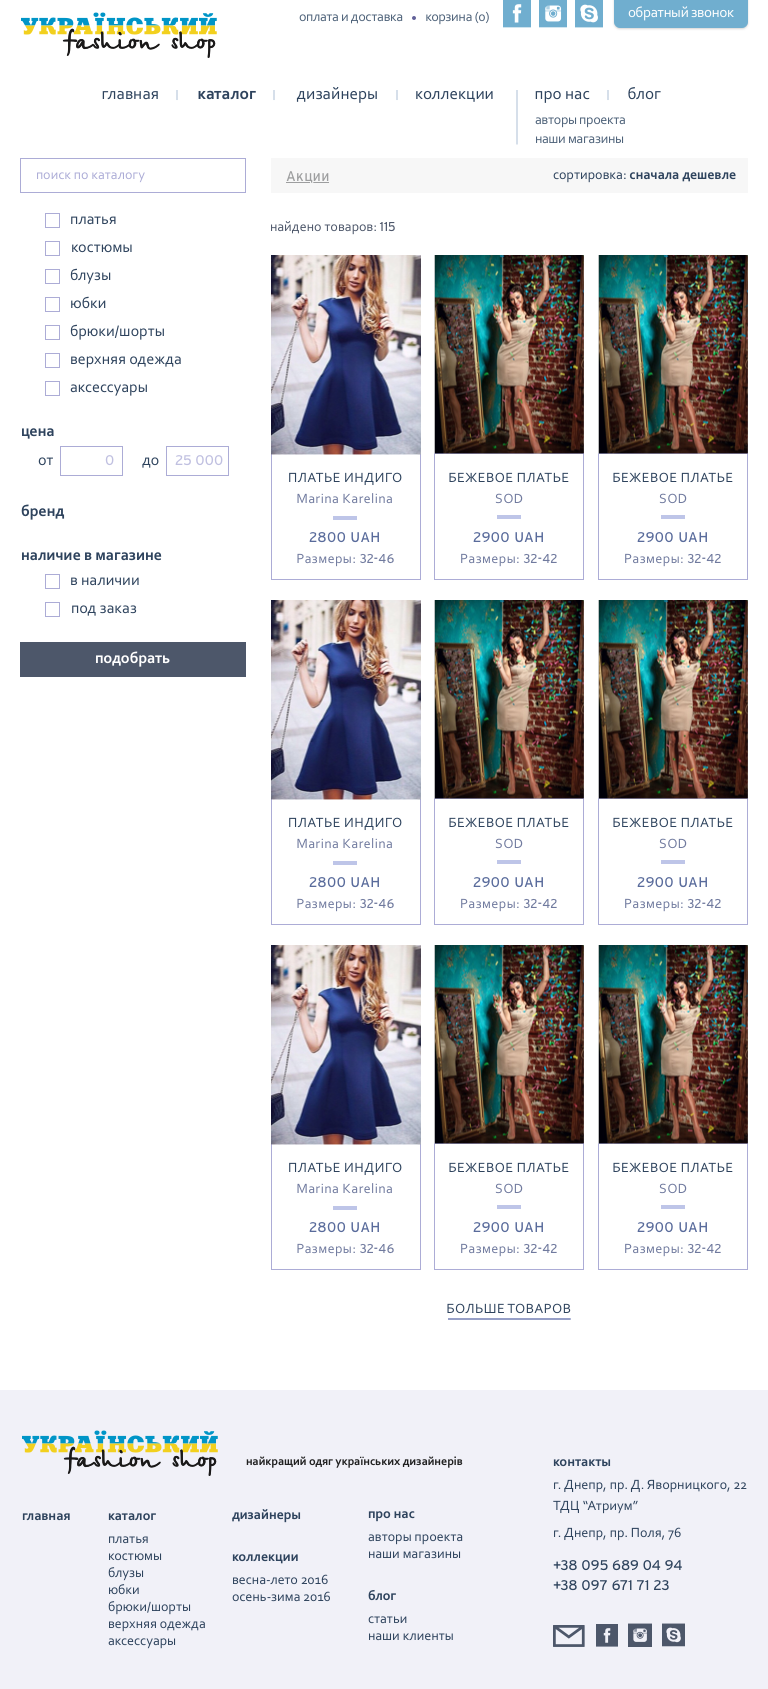 УКРАЇНСЬКИЙ
fashion shop
оплата и доставка • корзина (0)
обратный звонок
главная
каталог
дизайнеры
коллекции
про нас
блог
авторы проекта
наши магазины
поиск по каталогу
Акции
сортировка: сначала дешевле
платья
костюмы
блузы
юбки
брюки/шорты
верхняя одежда
аксессуары
цена
от 0 до 25 000
бренд
наличие в магазине
в наличии
под заказ
подобрать
найдено товаров: 115
ПЛАТЬЕ ИНДИГО
Marina Karelina
2800 UAH
Размеры: 32-46
БЕЖЕВОЕ ПЛАТЬЕ
SOD
2900 UAH
Размеры: 32-42
БЕЖЕВОЕ ПЛАТЬЕ
SOD
2900 UAH
Размеры: 32-42
ПЛАТЬЕ ИНДИГО
Marina Karelina
2800 UAH
Размеры: 32-46
БЕЖЕВОЕ ПЛАТЬЕ
SOD
2900 UAH
Размеры: 32-42
БЕЖЕВОЕ ПЛАТЬЕ
SOD
2900 UAH
Размеры: 32-42
ПЛАТЬЕ ИНДИГО
Marina Karelina
2800 UAH
Размеры: 32-46
БЕЖЕВОЕ ПЛАТЬЕ
SOD
2900 UAH
Размеры: 32-42
БЕЖЕВОЕ ПЛАТЬЕ
SOD
2900 UAH
Размеры: 32-42
БОЛЬШЕ ТОВАРОВ
УКРАЇНСЬКИЙ
fashion shop
найкращий одяг українських дизайнерів
главная
каталог
платья
костюмы
блузы
юбки
брюки/шорты
верхняя одежда
аксессуары
дизайнеры
коллекции
весна-лето 2016
осень-зима 2016
про нас
авторы проекта
наши магазины
блог
статьи
наши клиенты
контакты
г. Днепр, пр. Д. Яворницкого, 22
ТДЦ “Атриум”
г. Днепр, пр. Поля, 76
+38 095 689 04 94
+38 097 671 71 23